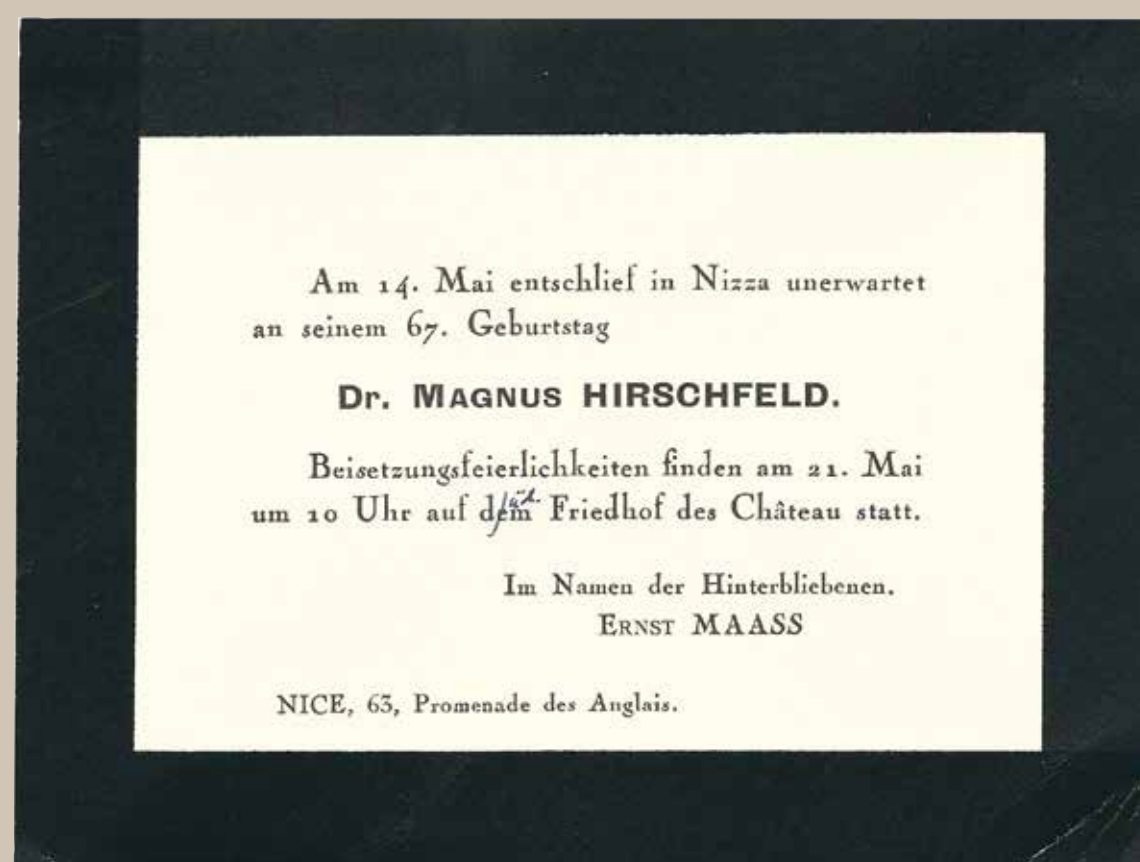 Am 14. Mai entschlief in Nizza unerwartet
an seinem 67. Geburtstag
Dr. MAGNUS HIRSCHFELD.
Beisetzungsfeierlichkeiten finden am 21. Mai
um 10 Uhr auf dem jüd. Friedhof des Château statt.
Im Namen der Hinterbliebenen.
ERNST MAASS
NICE, 63, Promenade des Anglais.